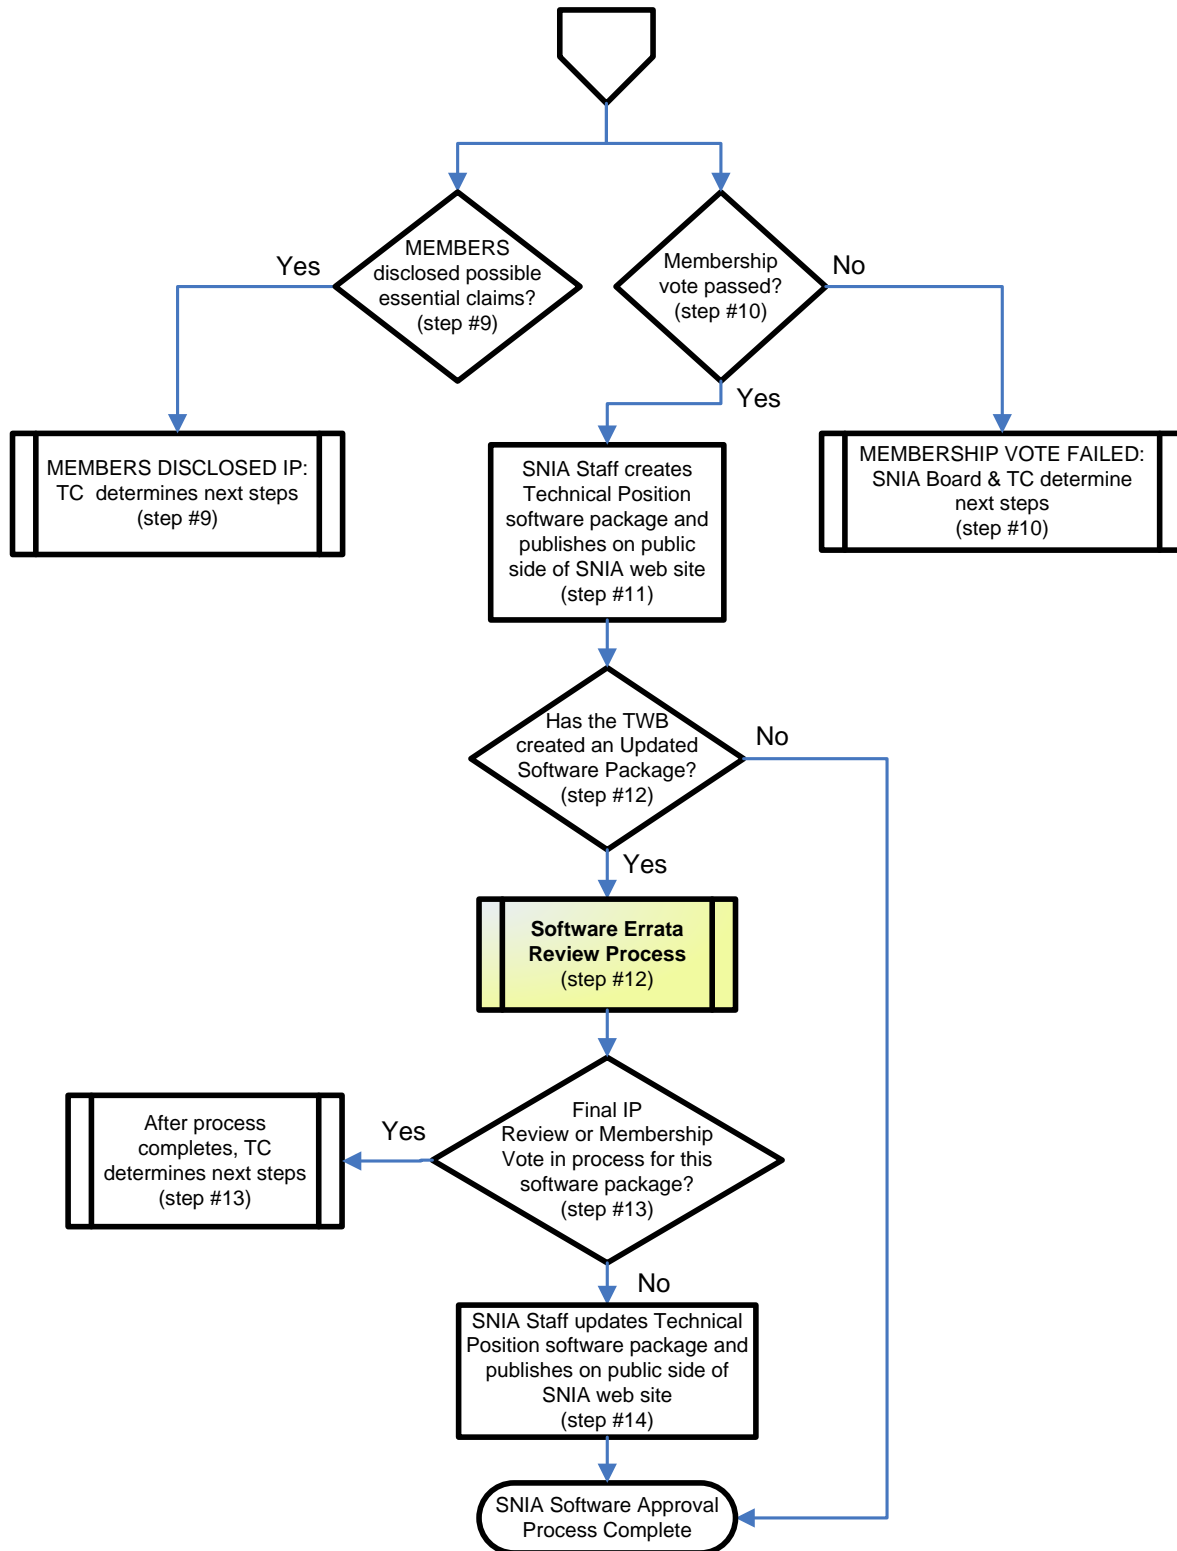 MEMBERS
disclosed possible
essential claims?
(step #9)
Yes
Membership
vote passed?
(step #10)
No
Yes
MEMBERS DISCLOSED IP:
TC determines next steps
(step #9)
SNIA Staff creates
Technical Position
software package and
publishes on public
side of SNIA web site
(step #11)
MEMBERSHIP VOTE FAILED:
SNIA Board & TC determine
next steps
(step #10)
Has the TWB
created an Updated
Software Package?
(step #12)
No
Yes
Software Errata
Review Process
(step #12)
Final IP
Review or Membership
Vote in process for this
software package?
(step #13)
Yes
After process
completes, TC
determines next steps
(step #13)
No
SNIA Staff updates Technical
Position software package and
publishes on public side of
SNIA web site
(step #14)
SNIA Software Approval
Process Complete